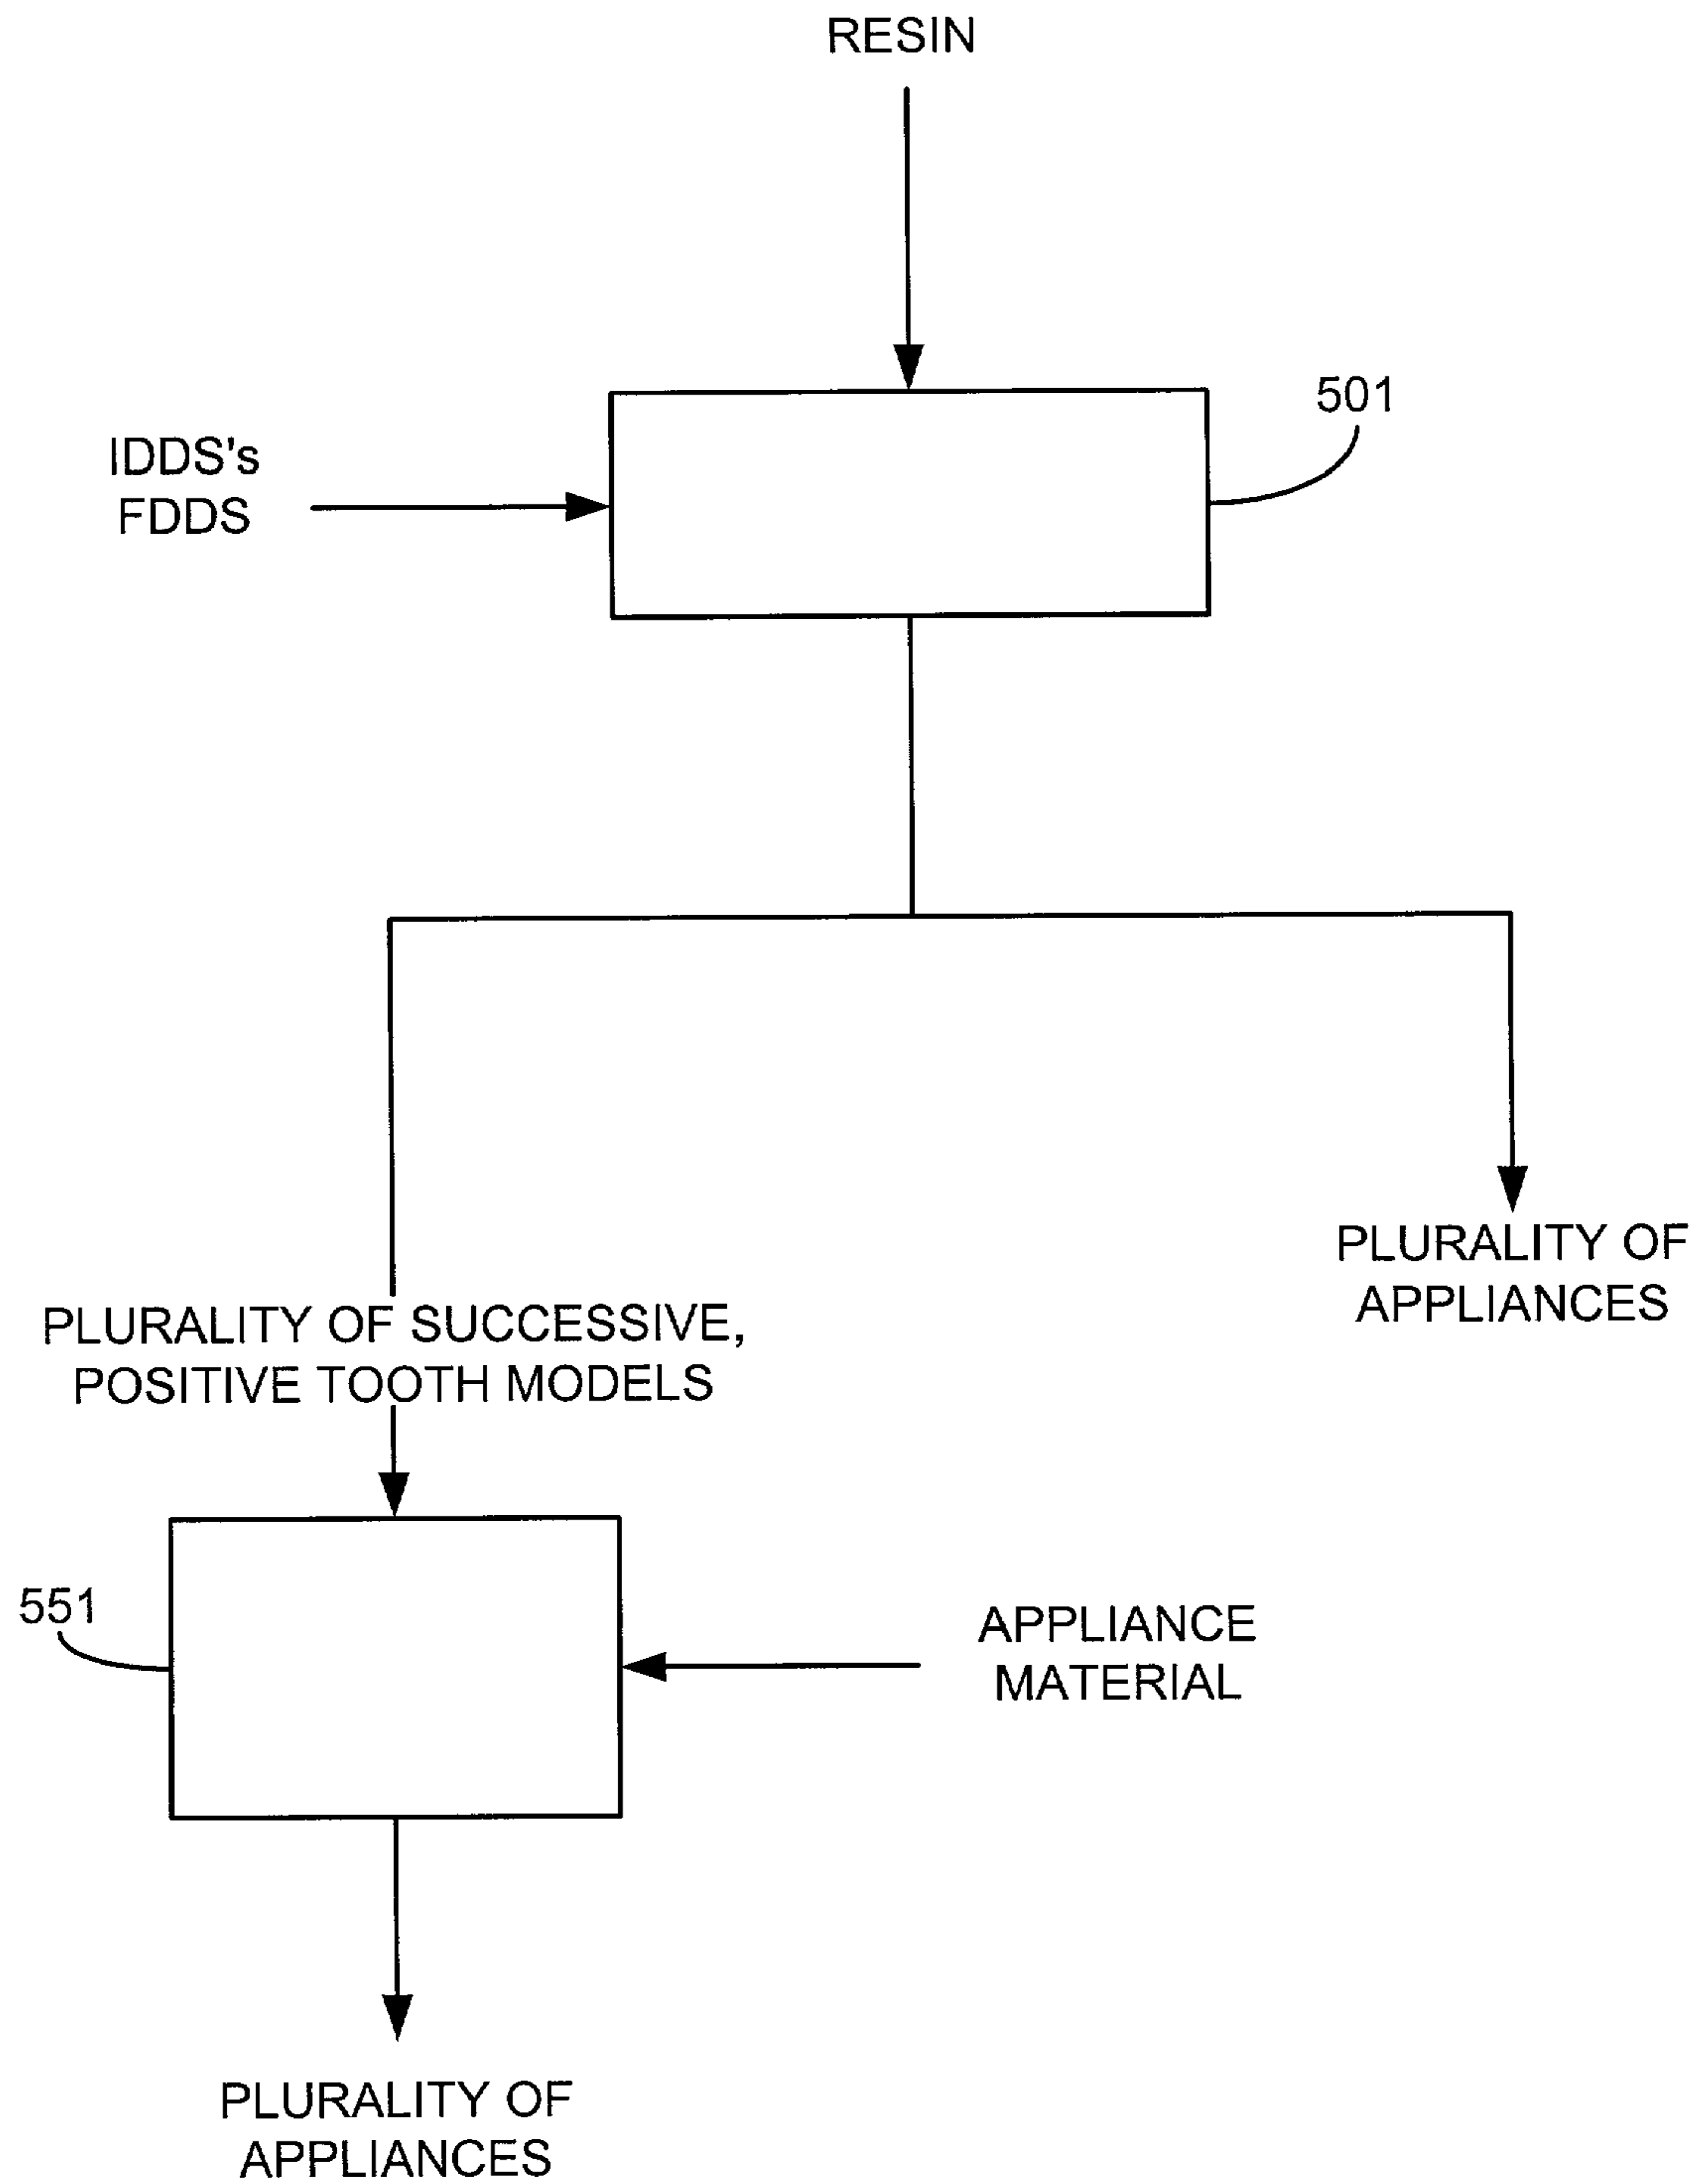 RESIN
501
IDDS's
FDDS
PLURALITY OF
APPLIANCES
PLURALITY OF SUCCESSIVE,
POSITIVE TOOTH MODELS
551
APPLIANCE
MATERIAL
PLURALITY OF
APPLIANCES